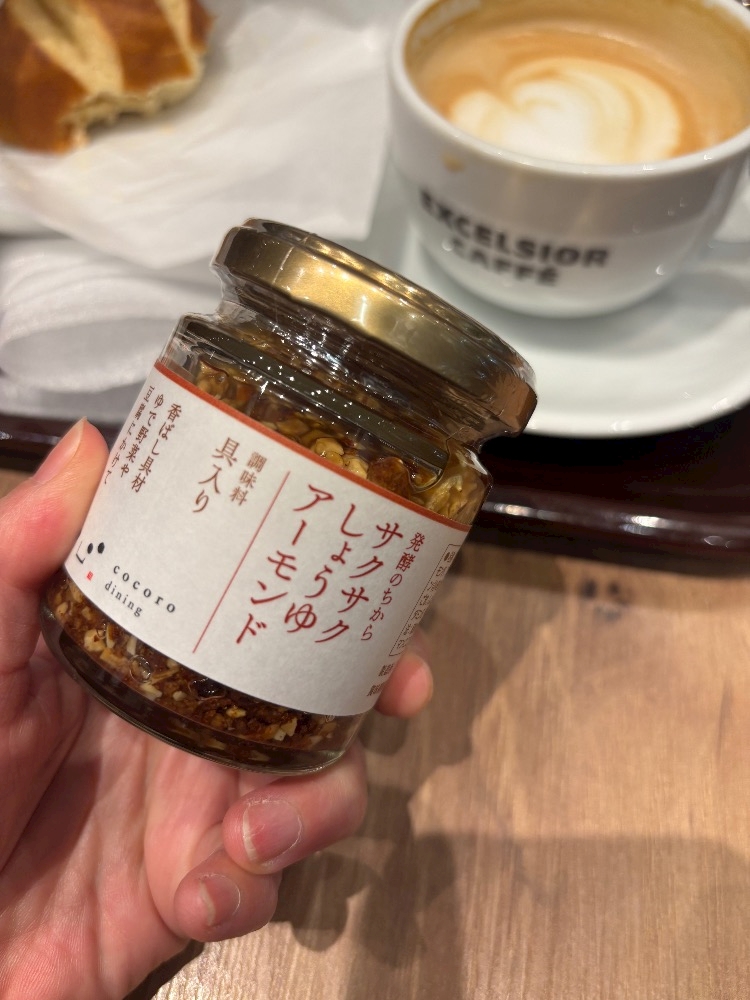 EXCELSIOR
CAFFÉ
発酵のちから
サクサク
しょうゆ
アーモンド
調味料
具入り
香ばし具材
ゆで野菜や
豆腐にかけて
cocoro
dining